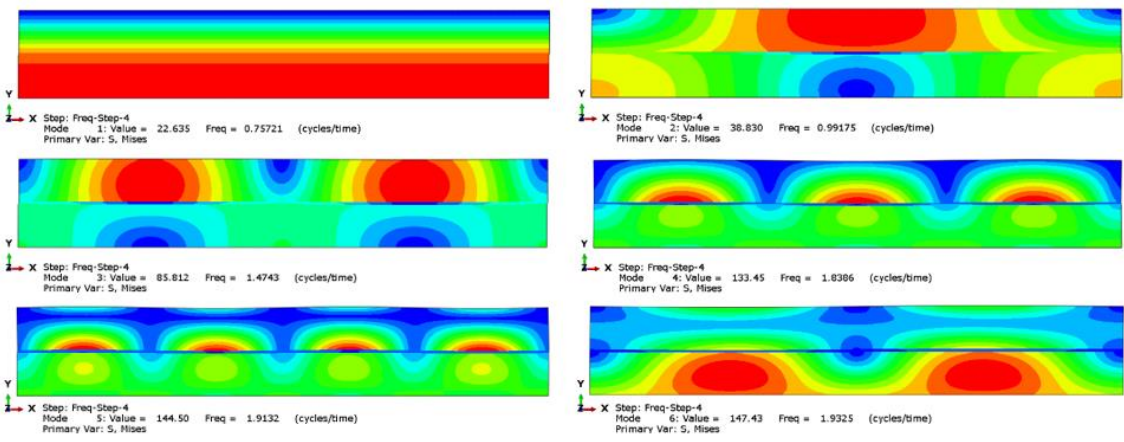 Y
Z X Step: Freq-Step-4
Mode 1: Value = 22.635 Freq = 0.75721 (cycles/time)
Primary Var: S, Mises
Y
Z X Step: Freq-Step-4
Mode 2: Value = 38.830 Freq = 0.99175 (cycles/time)
Primary Var: S, Mises
Y
Z X Step: Freq-Step-4
Mode 3: Value = 85.812 Freq = 1.4743 (cycles/time)
Primary Var: S, Mises
Y
Z X Step: Freq-Step-4
Mode 4: Value = 133.45 Freq = 1.8386 (cycles/time)
Primary Var: S, Mises
Y
Z X Step: Freq-Step-4
Mode 5: Value = 144.50 Freq = 1.9132 (cycles/time)
Primary Var: S, Mises
Y
Z X Step: Freq-Step-4
Mode 6: Value = 147.43 Freq = 1.9325 (cycles/time)
Primary Var: S, Mises